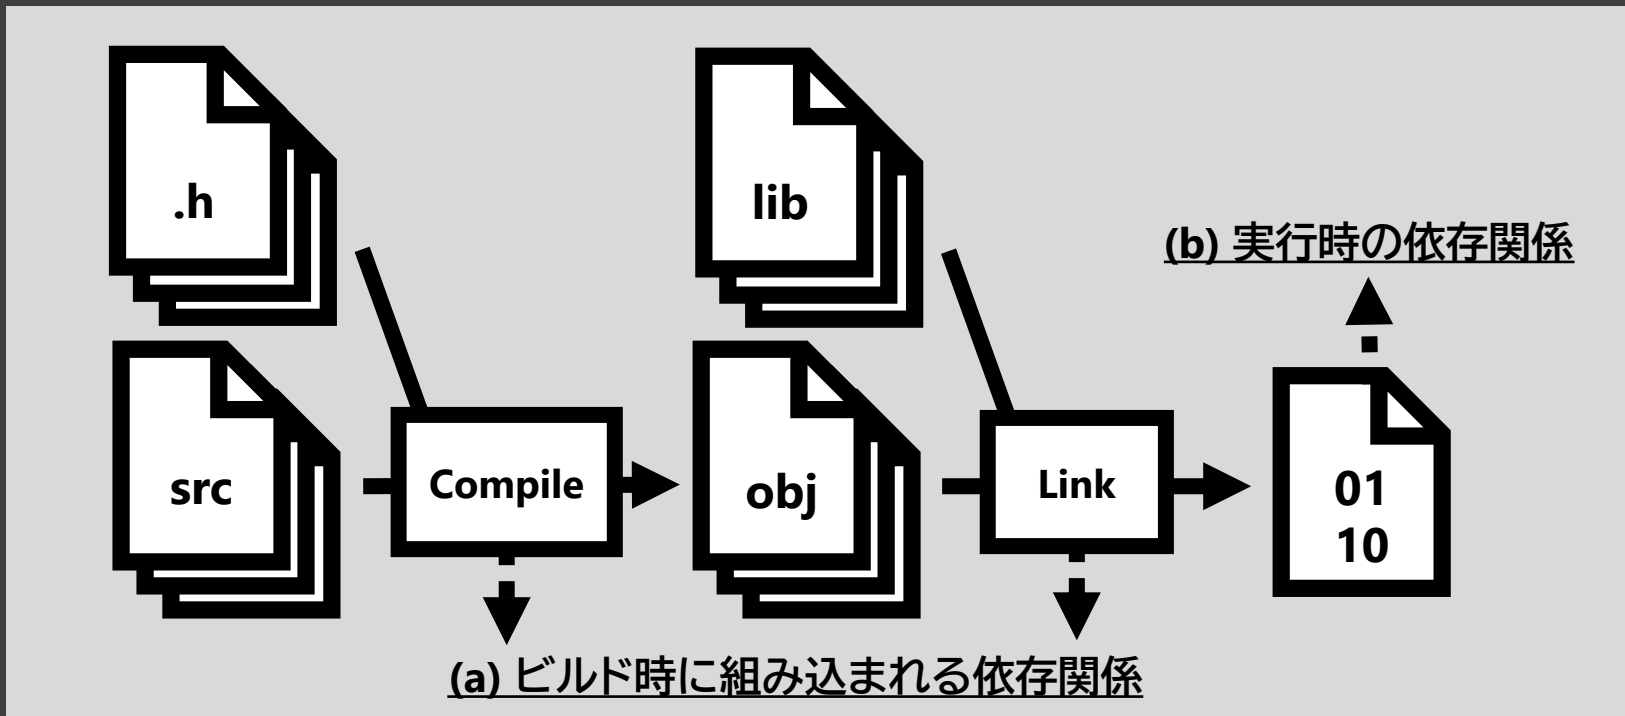 .h
lib
(b) 実行時の依存関係
src
Compile
obj
Link
01
10
(a) ビルド時に組み込まれる依存関係